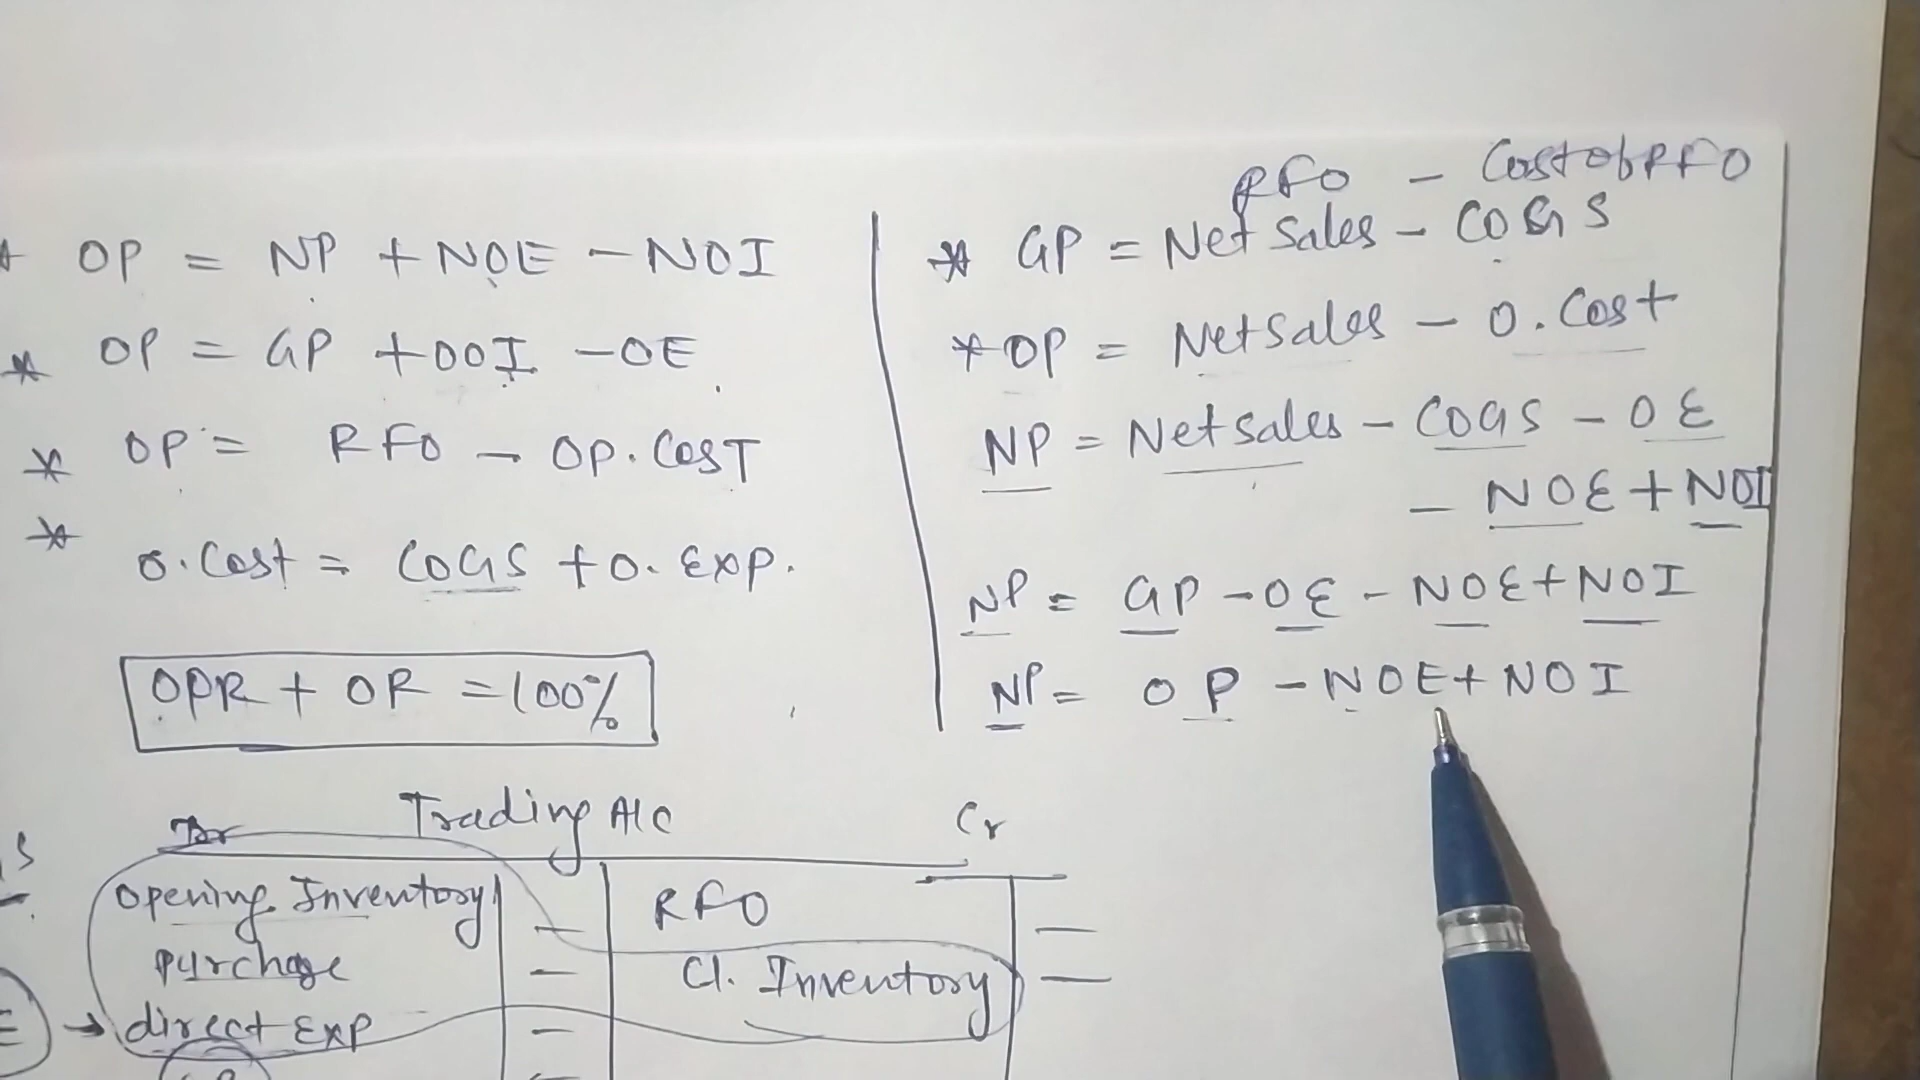 OP = NP + NOE - NOI
* OP = GP + OOI - OE
* OP = RFO - OP. COST
*
O. Cost = COGS + O. Exp.
OPR + OR = 100%
RFO - Cost of RFO
* GP = Net Sales - COGS
* OP = Net Sales - O. Cost
NP = Net sales - COGS - OE
- NOE + NOI
NP = GP - OE - NOE + NOI
NP = OP - NOE + NOI
Dr Trading A/C Cr
Opening Inventory - RFO -
purchase - Cl. Inventory -
→ direct Exp -